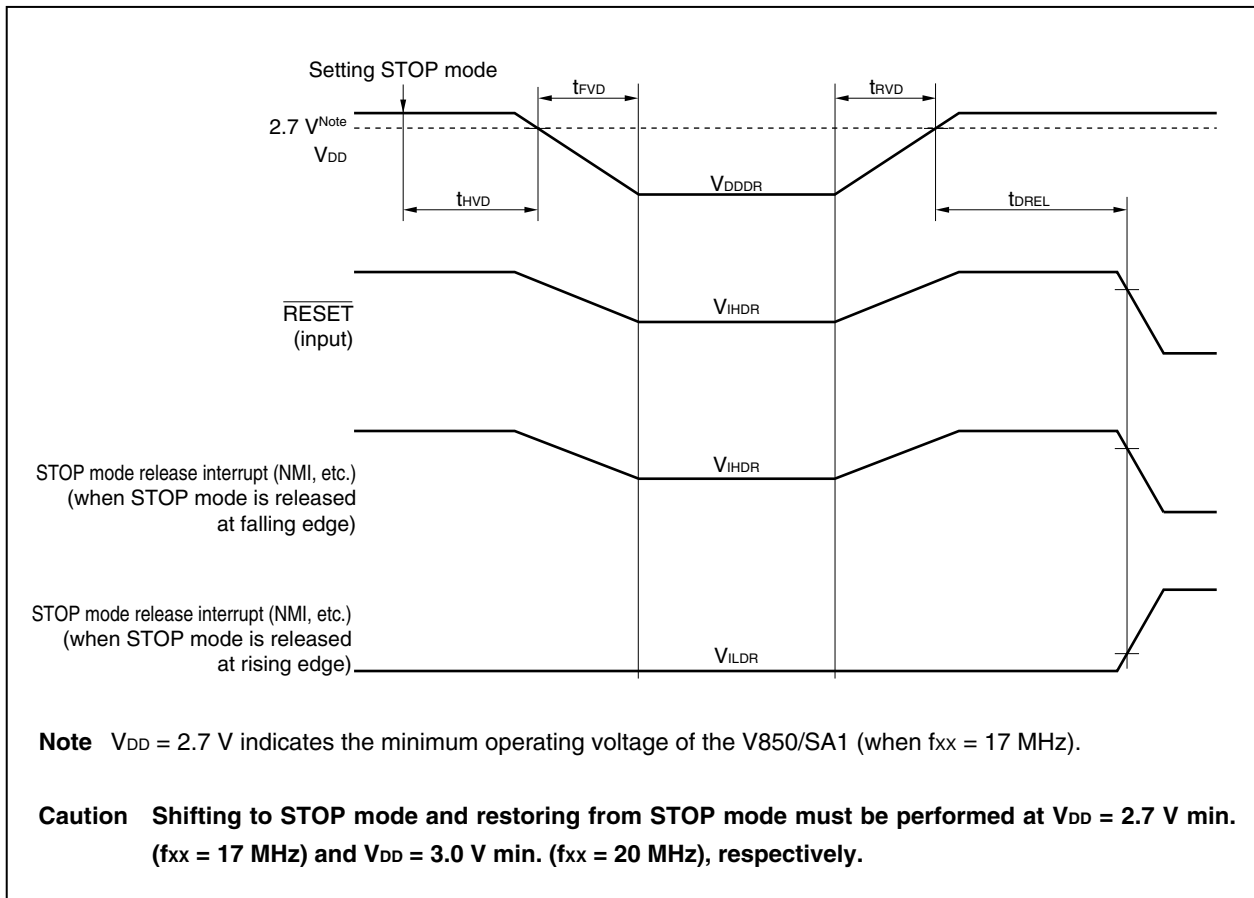 Setting STOP mode
tFVD
tRVD
2.7 VNote
VDD
VDDDR
tHVD
tDREL
RESET
(input)
VIHDR
STOP mode release interrupt (NMI, etc.)
(when STOP mode is released
at falling edge)
VIHDR
STOP mode release interrupt (NMI, etc.)
(when STOP mode is released
at rising edge)
VILDR
Note VDD = 2.7 V indicates the minimum operating voltage of the V850/SA1 (when fxx = 17 MHz).
Caution Shifting to STOP mode and restoring from STOP mode must be performed at VDD = 2.7 V min.
(fxx = 17 MHz) and VDD = 3.0 V min. (fxx = 20 MHz), respectively.